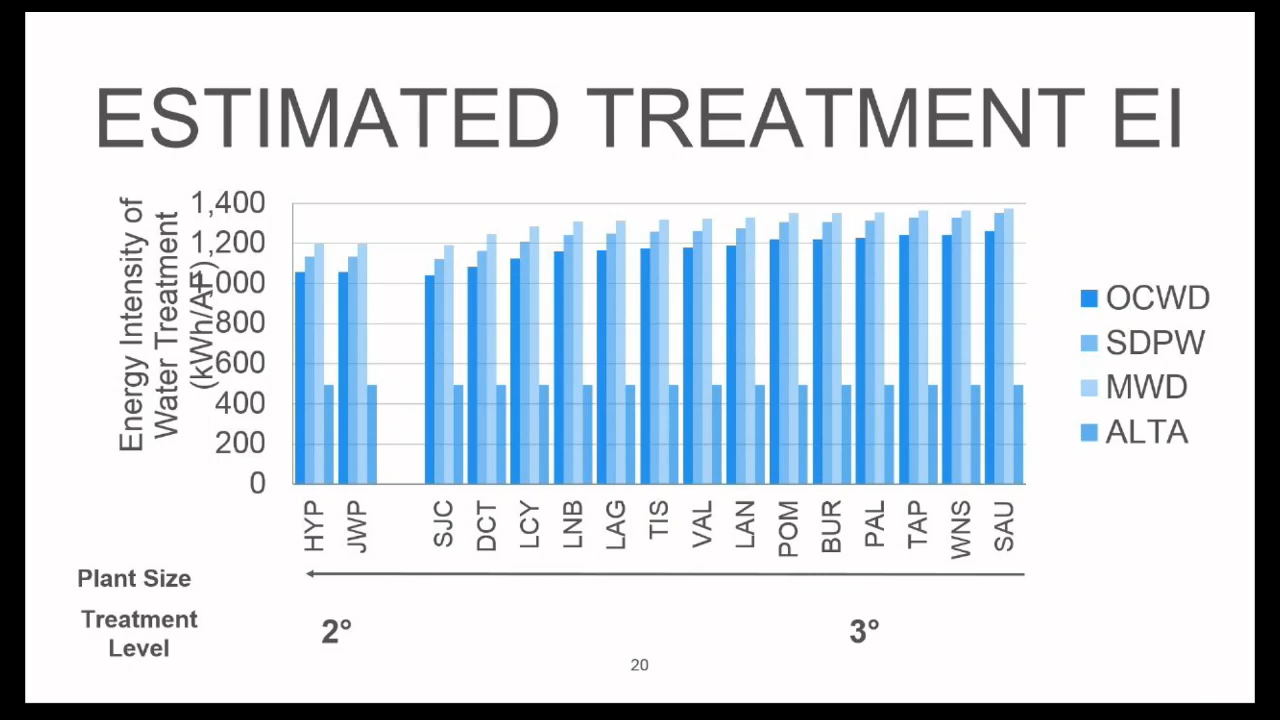 ESTIMATED TREATMENT EI
Energy Intensity of
Water Treatment
(kWh/AF)
1,400
1,200
1,000
800
600
400
200
0
HYP
JWP
SJC
DCT
LCY
LNB
LAG
TIS
VAL
LAN
POM
BUR
PAL
TAP
WNS
SAU
OCWD
SDPW
MWD
ALTA
Plant Size
Treatment
Level
2°
3°
20